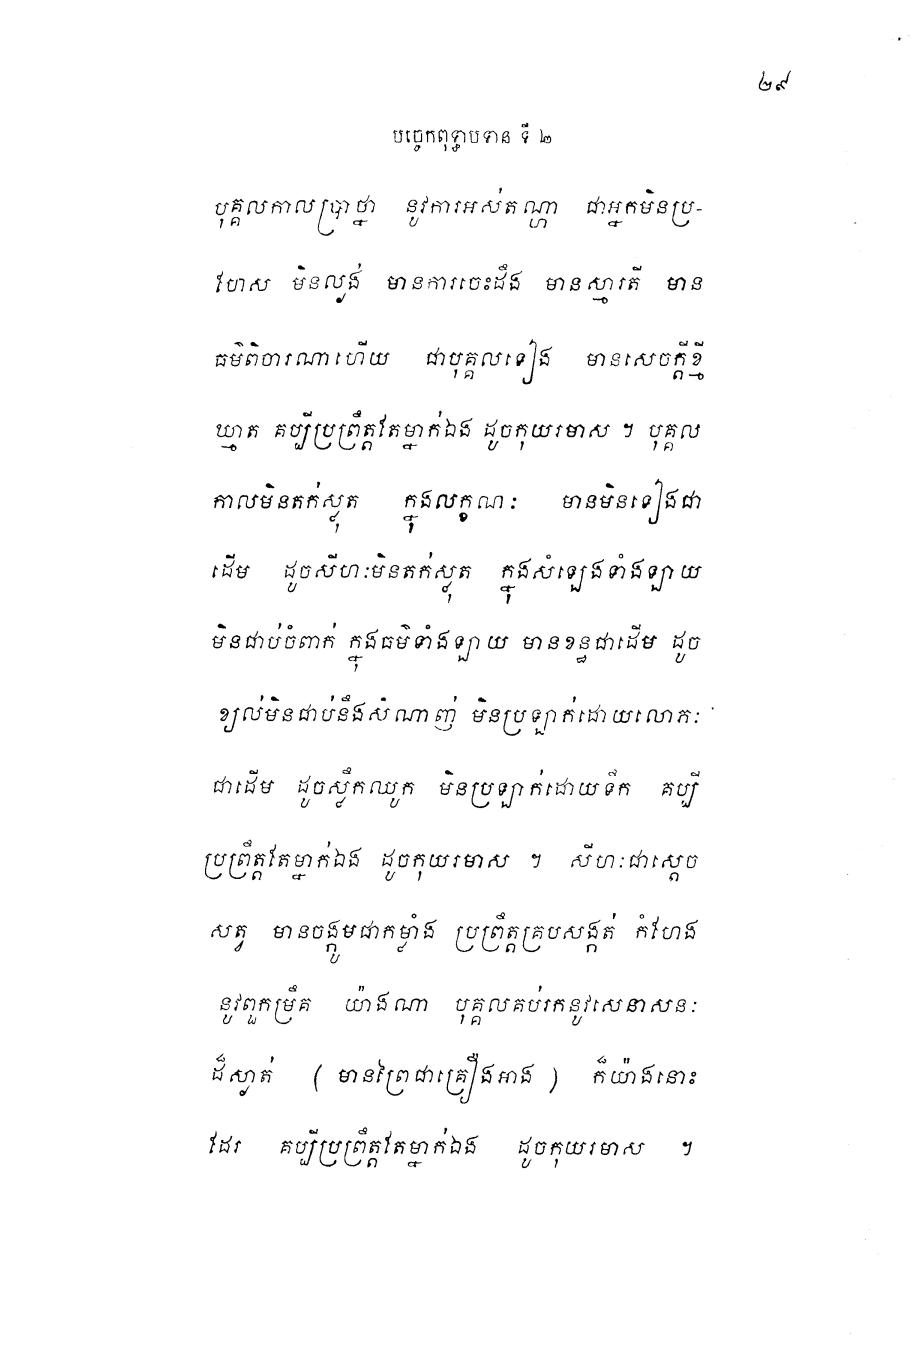 ២៩
បច្ចេកពុទ្ធាបទាន ទី ២
បុគ្គលកាលប្រាថ្នា នូវការអស់តណ្ហា ជាអ្នកមិនប្រ-
ហែស មិនល្ងង់ មានការចេះដឹង មានស្មារតី មាន
ធម៌ពិចារណាហើយ ជាបុគ្គលទៀង មានសេចក្តីខ្មី
ឃ្មាត គប្បីប្រព្រឹត្តតែម្នាក់ឯង ដូចកុយរមាស ។ បុគ្គល
កាលមិនតក់ស្លុត ក្នុងលក្ខណៈ មានមិនទៀងជា
ដើម ដូចសីហៈមិនតក់ស្លុត ក្នុងសំឡេងទាំងឡាយ
មិនជាប់ចំពាក់ ក្នុងធម៌ទាំងឡាយ មានខន្ធជាដើម ដូច
ខ្យល់មិនជាប់នឹងសំណាញ់ មិនប្រឡាក់ដោយលោភៈ
ជាដើម ដូចស្លឹកឈូក មិនប្រឡាក់ដោយទឹក គប្បី
ប្រព្រឹត្តតែម្នាក់ឯង ដូចកុយរមាស ។ សីហៈជាស្តេច
សត្វ មានចង្កូមជាកម្លាំង ប្រព្រឹត្តគ្របសង្កត់ កំហែង
នូវពួកម្រឹគ យ៉ាងណា បុគ្គលគប់រកនូវសេនាសនៈ
ដ៏ស្ងាត់ ( មានព្រៃជាគ្រឿងអាង ) ក៏យ៉ាងនោះ
ដែរ គប្បីប្រព្រឹត្តតែម្នាក់ឯង ដូចកុយរមាស ។